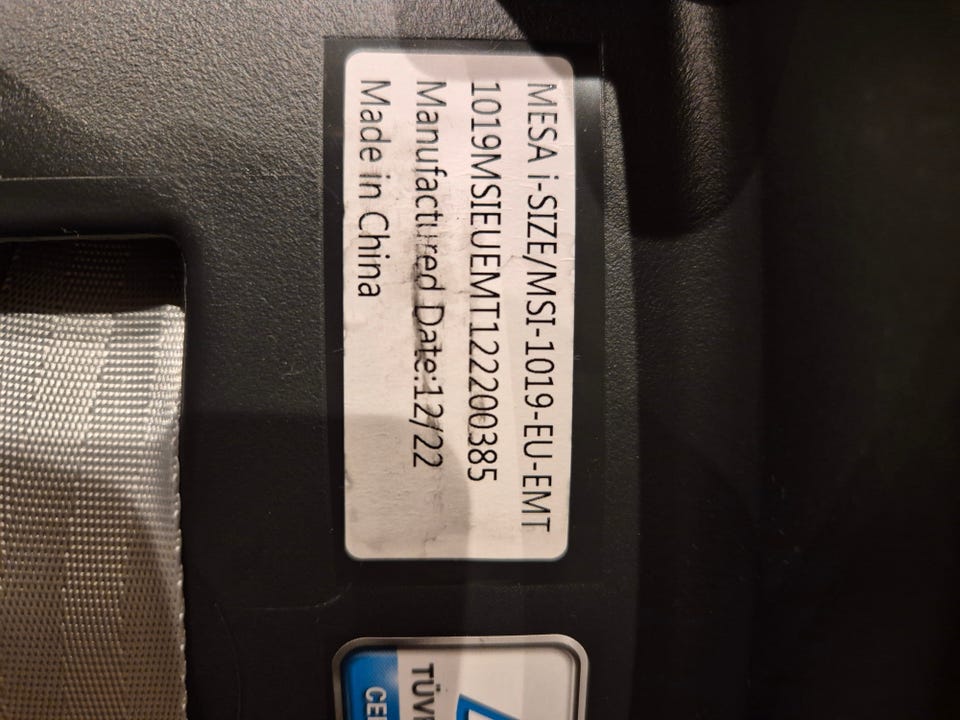 MESA i-SIZE/MSI-1019-EU-EMT
1019MSIEUEMT122200385
Manufactured Date:12/22
Made in China